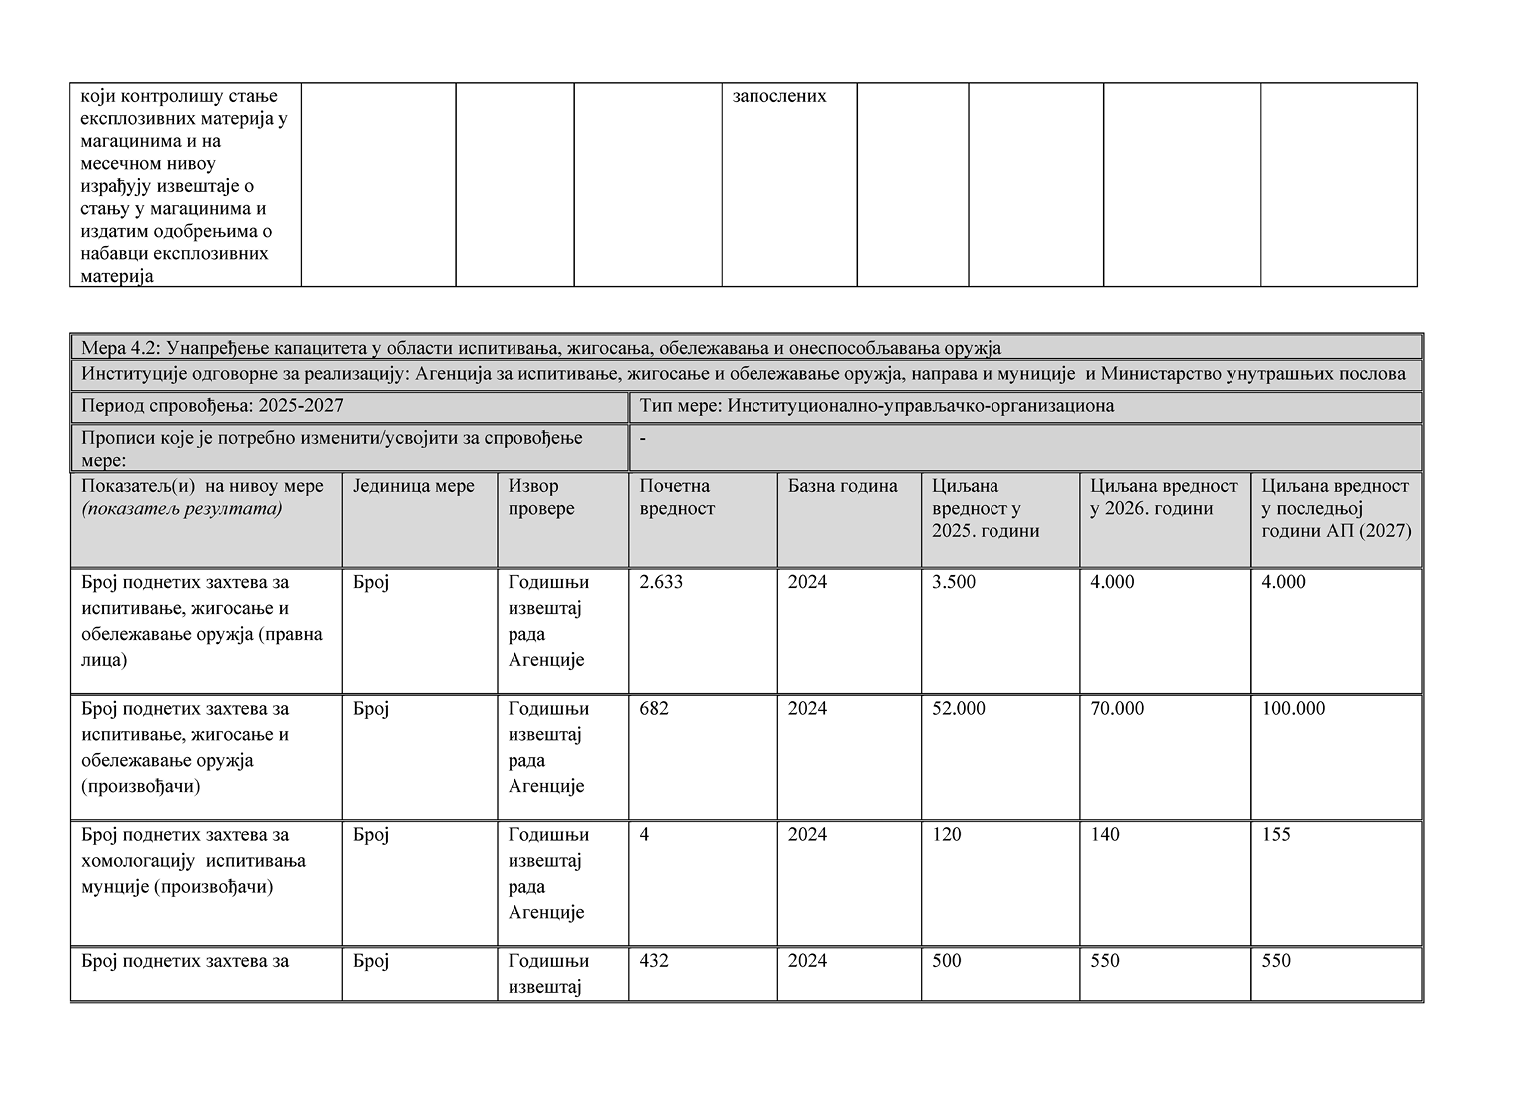 који контролишу стање
експлозивних материја у
магацинима и на
месечном нивоу
израђују извештаје о
стању у магацинима и
издатим одобрењима о
набавци експлозивних
материја
запослених
Мера 4.2: Унапређење капацитета у области испитивања, жигосања, обележавања и онеспособљавања оружја
Институције одговорне за реализацију: Агенција за испитивање, жигосање и обележавање оружја, направа и муниције и Министарство унутрашњих послова
Период спровођења: 2025-2027
Тип мере: Институционално-управљачко-организациона
Прописи које је потребно изменити/усвојити за спровођење
мере:
-
Показатељ(и) на нивоу мере
(показатељ резултата)
Јединица мере
Извор
провере
Почетна
вредност
Базна година
Циљана
вредност у
2025. години
Циљана вредност
у 2026. години
Циљана вредност
у последњој
години АП (2027)
Број поднетих захтева за
испитивање, жигосање и
обележавање оружја (правна
лица)
Број
Годишњи
извештај
рада
Агенције
2.633
2024
3.500
4.000
4.000
Број поднетих захтева за
испитивање, жигосање и
обележавање оружја
(произвођачи)
Број
Годишњи
извештај
рада
Агенције
682
2024
52.000
70.000
100.000
Број поднетих захтева за
хомологацију испитивања
мунције (произвођачи)
Број
Годишњи
извештај
рада
Агенције
4
2024
120
140
155
Број поднетих захтева за
Број
Годишњи
извештај
432
2024
500
550
550